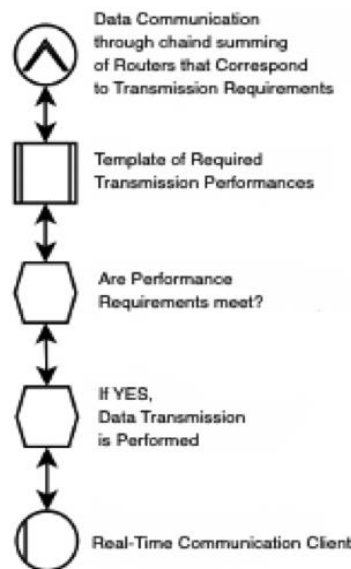 Data Communication
through chaind summing
of Routers that Correspond
to Transmission Requirements
Template of Required
Transmission Performances
Are Performance
Requirements meet?
If YES,
Data Transmission
is Performed
Real-Time Communication Client